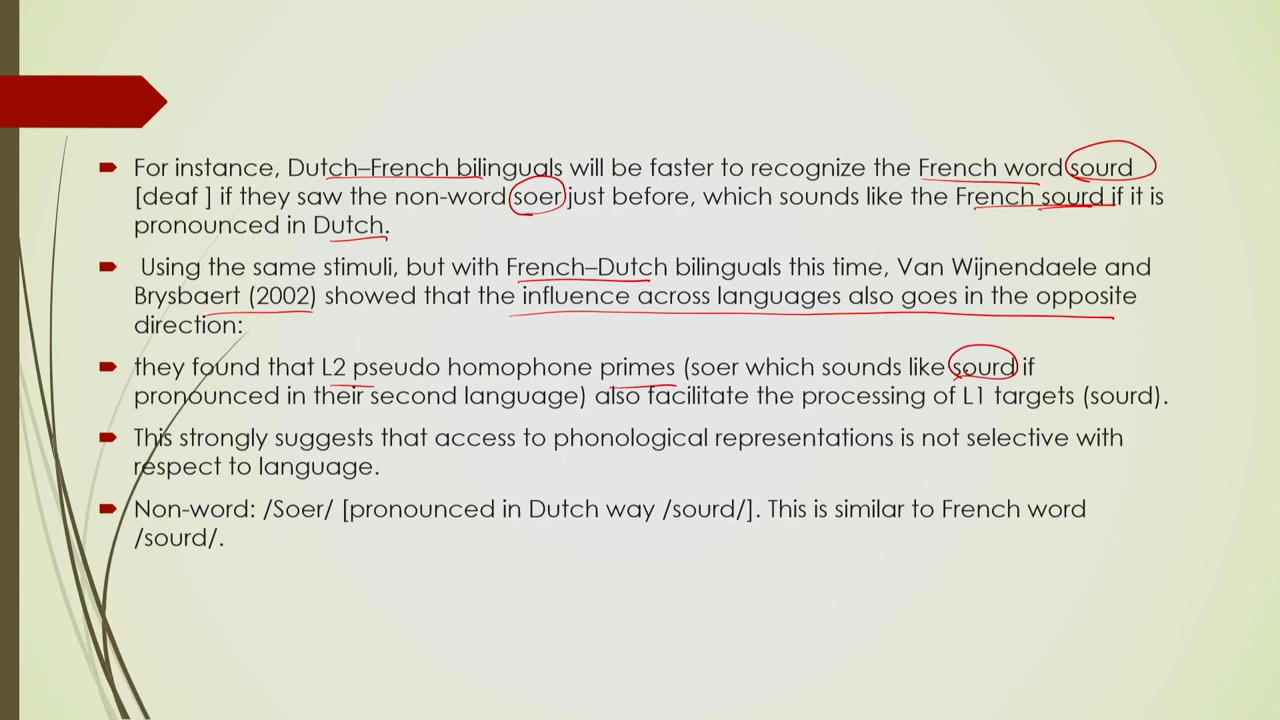 For instance, Dutch–French bilinguals will be faster to recognize the French word sourd
[deaf ] if they saw the non-word soer just before, which sounds like the French sourd if it is
pronounced in Dutch.
Using the same stimuli, but with French–Dutch bilinguals this time, Van Wijnendaele and
Brysbaert (2002) showed that the influence across languages also goes in the opposite
direction:
they found that L2 pseudo homophone primes (soer which sounds like sourd if
pronounced in their second language) also facilitate the processing of L1 targets (sourd).
This strongly suggests that access to phonological representations is not selective with
respect to language.
Non-word: /Soer/ [pronounced in Dutch way /sourd/]. This is similar to French word
/sourd/.